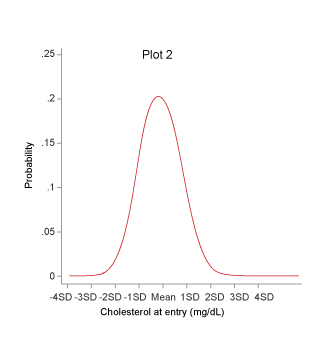 Plot 2
Probability
.25
.2
.15
.1
.05
0
-4SD -3SD -2SD -1SD Mean 1SD 2SD 3SD 4SD
Cholesterol at entry (mg/dL)